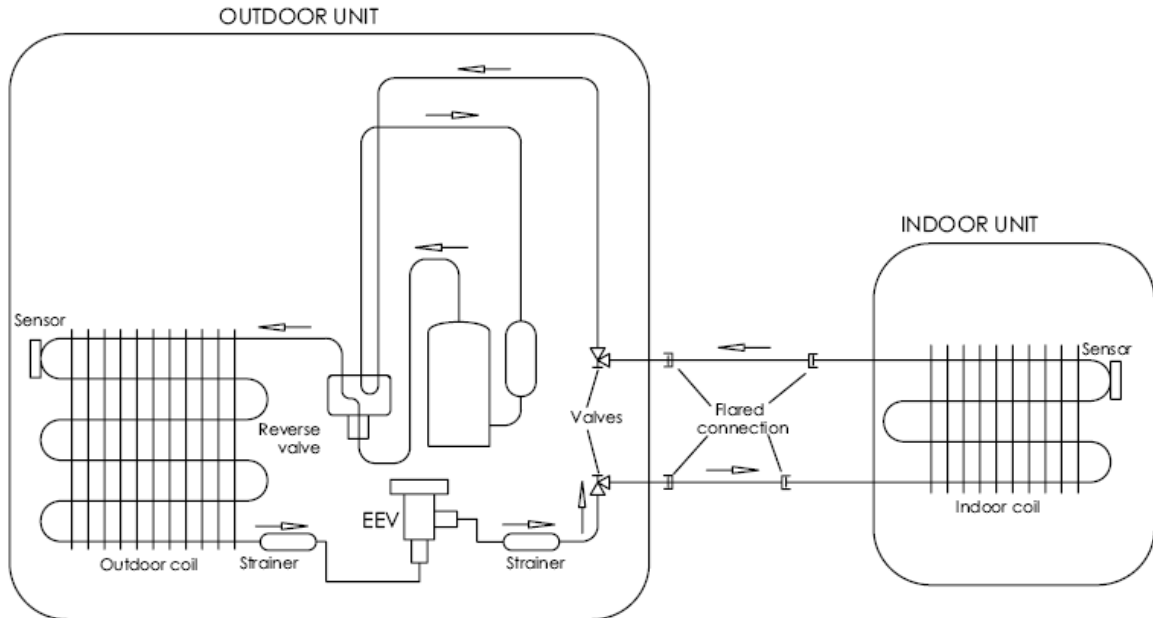 OUTDOOR UNIT
INDOOR UNIT
Sensor
Sensor
Reverse
valve
Valves
Flared
connection
EEV
Outdoor coil
Strainer
Strainer
Indoor coil